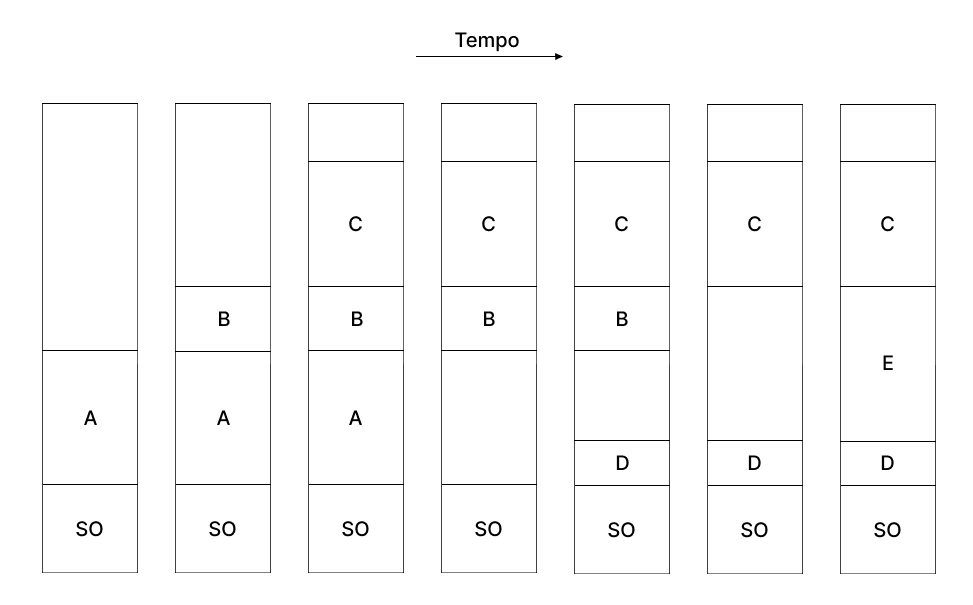 Tempo
C C C C C
B B B B
E
A A A
D D D
SO SO SO SO SO SO SO